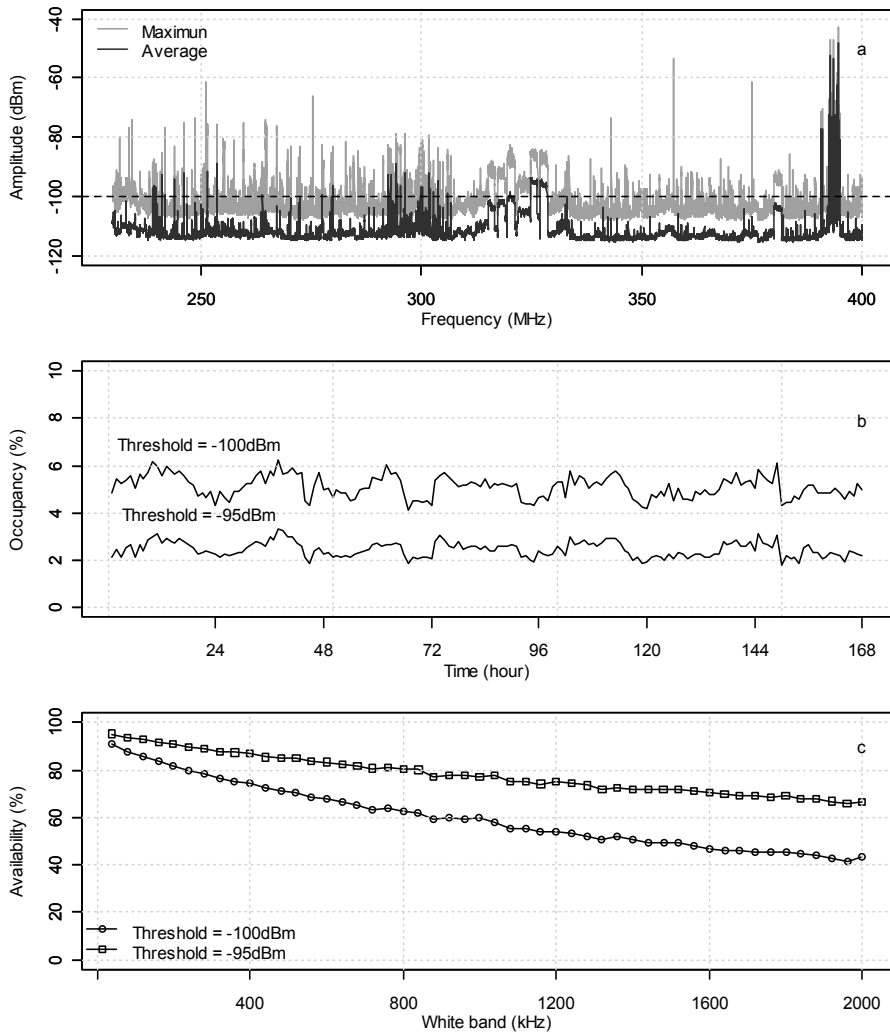 Maximun
Average
a
Amplitude (dBm)
-40
-60
-80
-100
-120
250
300
350
400
Frequency (MHz)
b
Threshold = -100dBm
Threshold = -95dBm
Occupancy (%)
10
8
6
4
2
0
24
48
72
96
120
144
168
Time (hour)
c
Availability (%)
100
80
60
40
20
0
Threshold = -100dBm
Threshold = -95dBm
400
800
1200
1600
2000
White band (kHz)